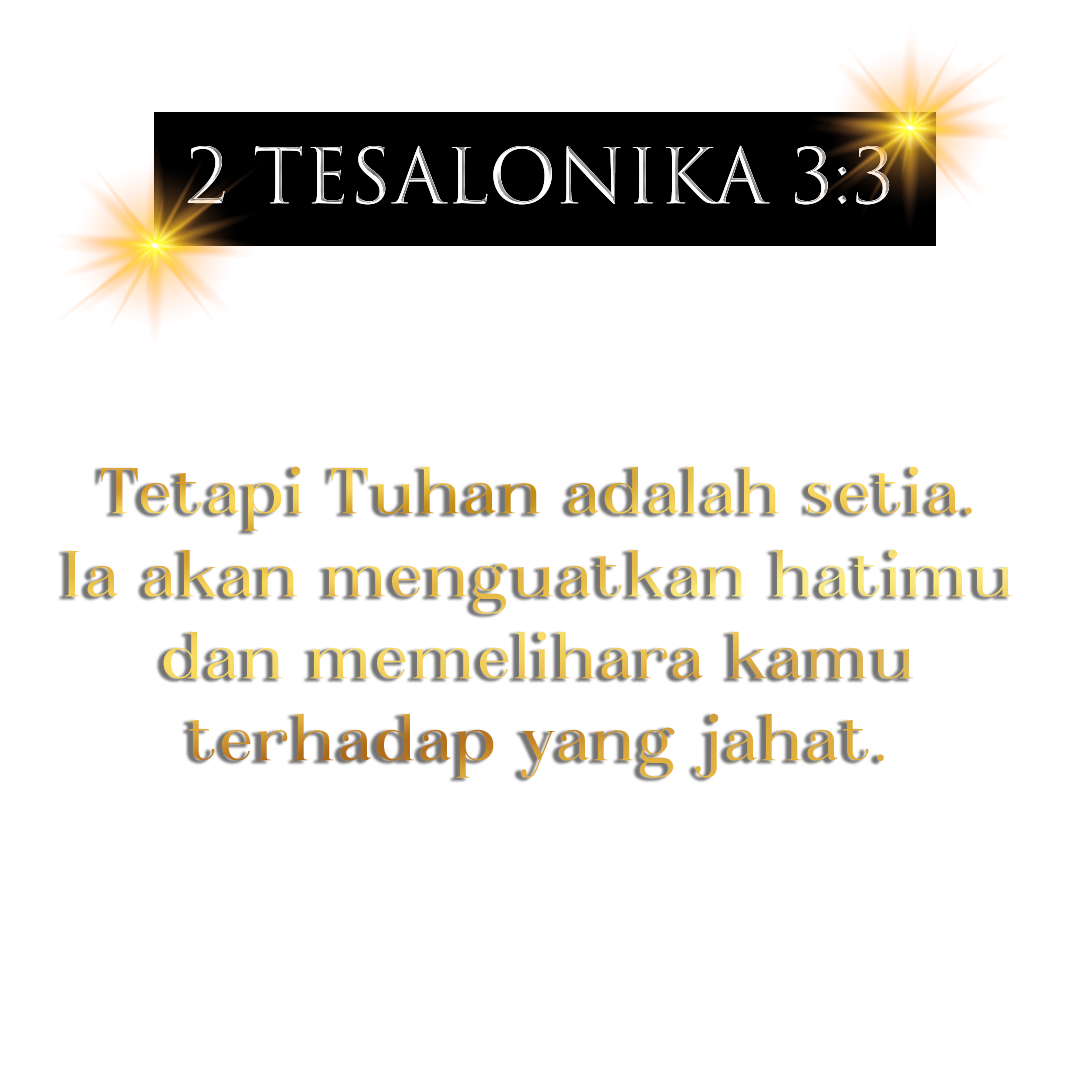 2 TESALONIKA 3:3
Tetapi Tuhan adalah setia.
Ia akan menguatkan hatimu
dan memelihara kamu
terhadap yang jahat.